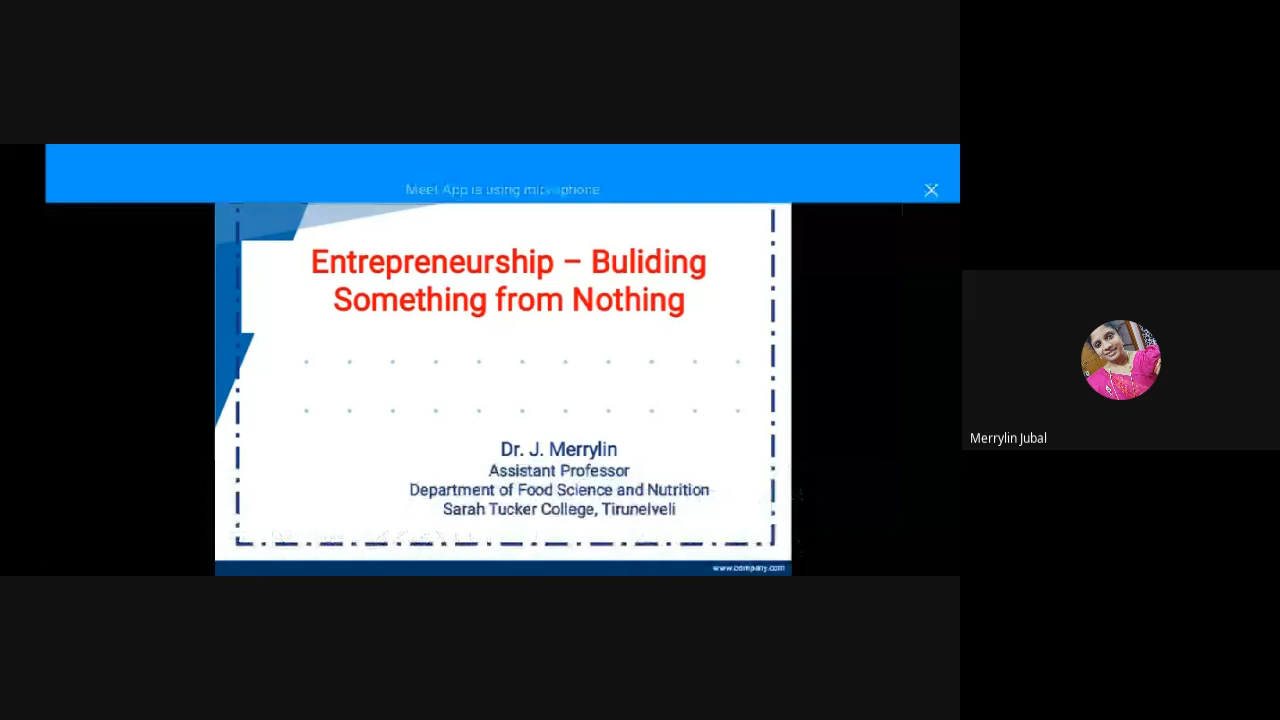 Meet App is using microphone
Entrepreneurship – Buliding
Something from Nothing
Dr. J. Merrylin
Assistant Professor
Department of Food Science and Nutrition
Sarah Tucker College, Tirunelveli
www.company.com
Merrylin Jubal